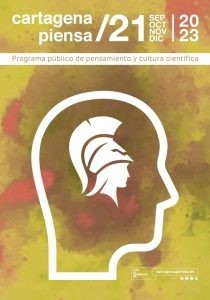 cartagena
piensa
/21
SEP
OCT
NOV
DIC
20
23
Programa público de pensamiento y cultura científica
cartagenapiensa.es